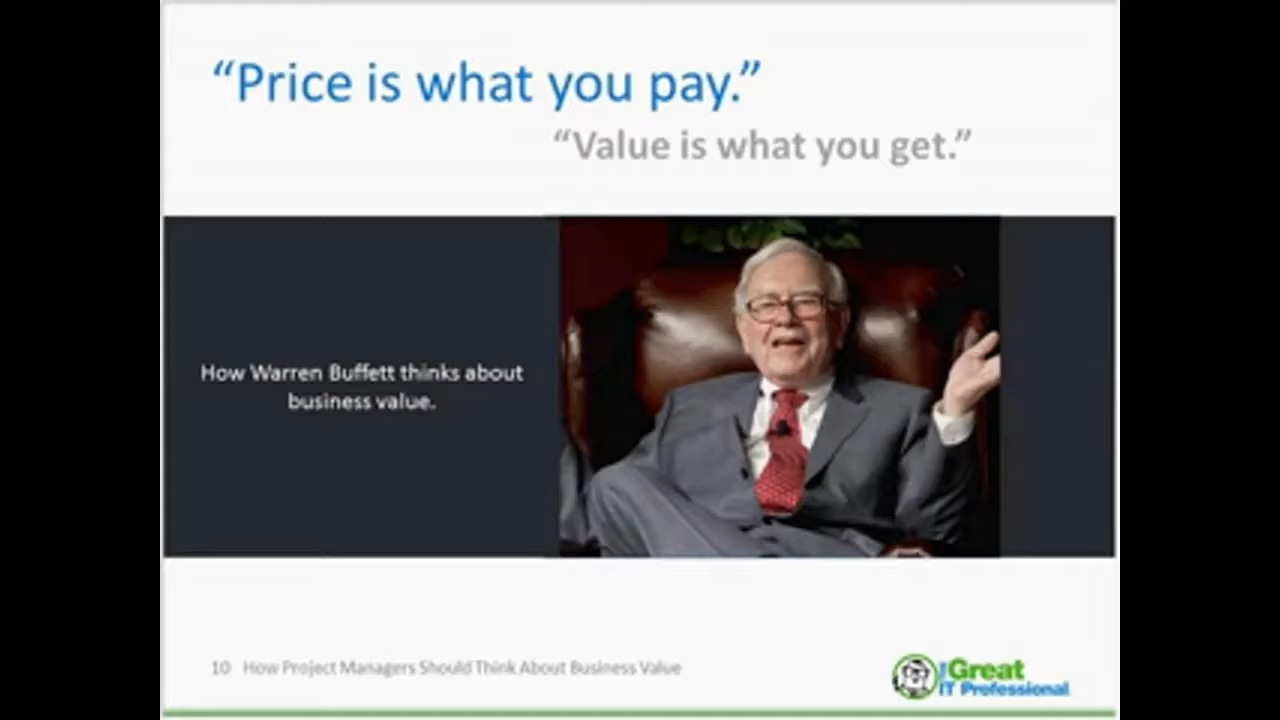 “Price is what you pay.”
“Value is what you get.”
How Warren Buffett thinks about
business value.
10 How Project Managers Should Think About Business Value
The Great
IT Professional